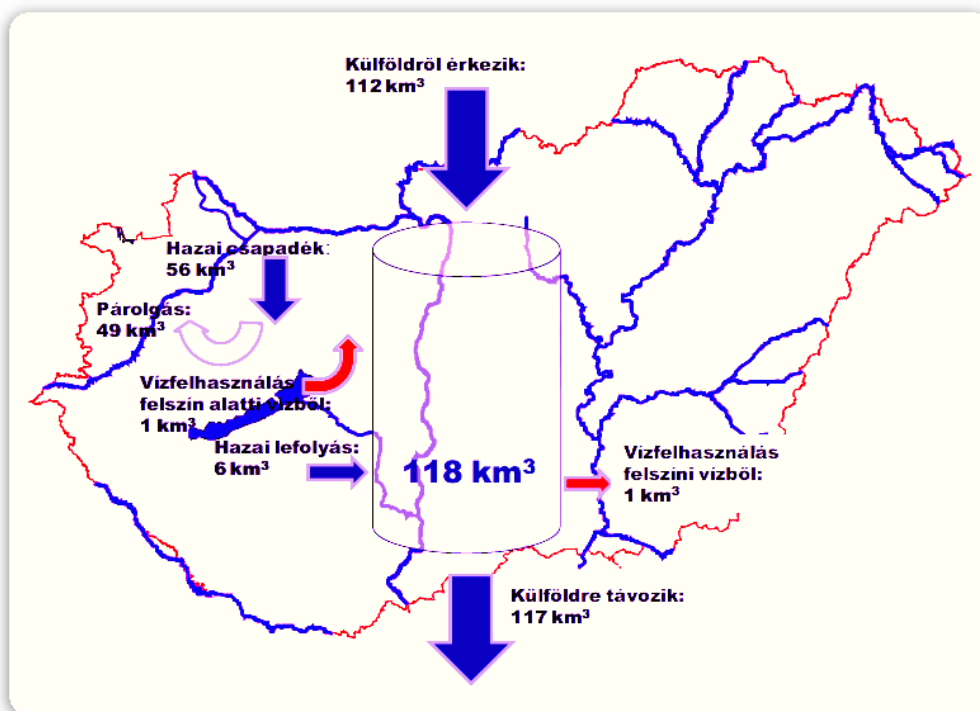 Külföldről érkezik:
112 km³
Hazai csapadék:
56 km³
Párolgás:
49 km³
Vízfelhasználás
felszín alatti vízből:
1 km³
Hazai lefolyás:
6 km³
118 km³
Vízfelhasználás
felszíni vízből:
1 km³
Külföldre távozik:
117 km³